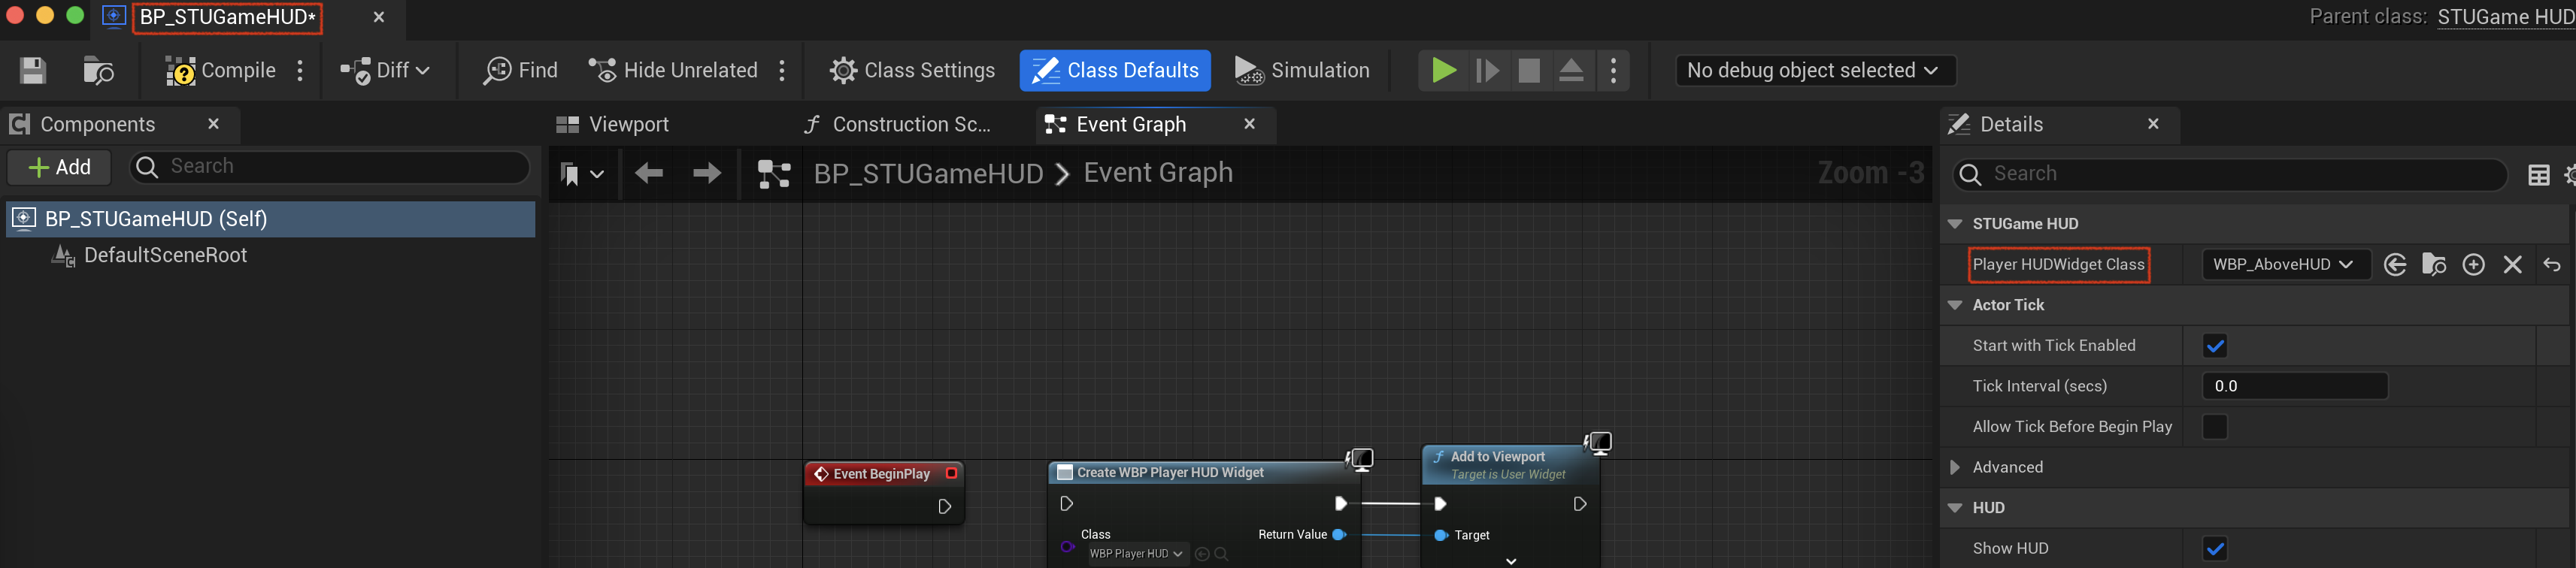 BP_STUGameHUD*
Parent class: STUGame HUD
Compile Diff Find Hide Unrelated Class Settings Class Defaults Simulation No debug object selected
Components
Viewport Construction Sc... Event Graph
Details
Add Search
BP_STUGameHUD > Event Graph
Zoom -3
Search
BP_STUGameHUD (Self)
DefaultSceneRoot
STUGame HUD
Player HUDWidget Class WBP_AboveHUD
Actor Tick
Start with Tick Enabled
Tick Interval (secs) 0.0
Allow Tick Before Begin Play
Advanced
HUD
Show HUD
Event BeginPlay
Create WBP Player HUD Widget
Class
WBP Player HUD
Return Value
Add to Viewport
Target is User Widget
Target